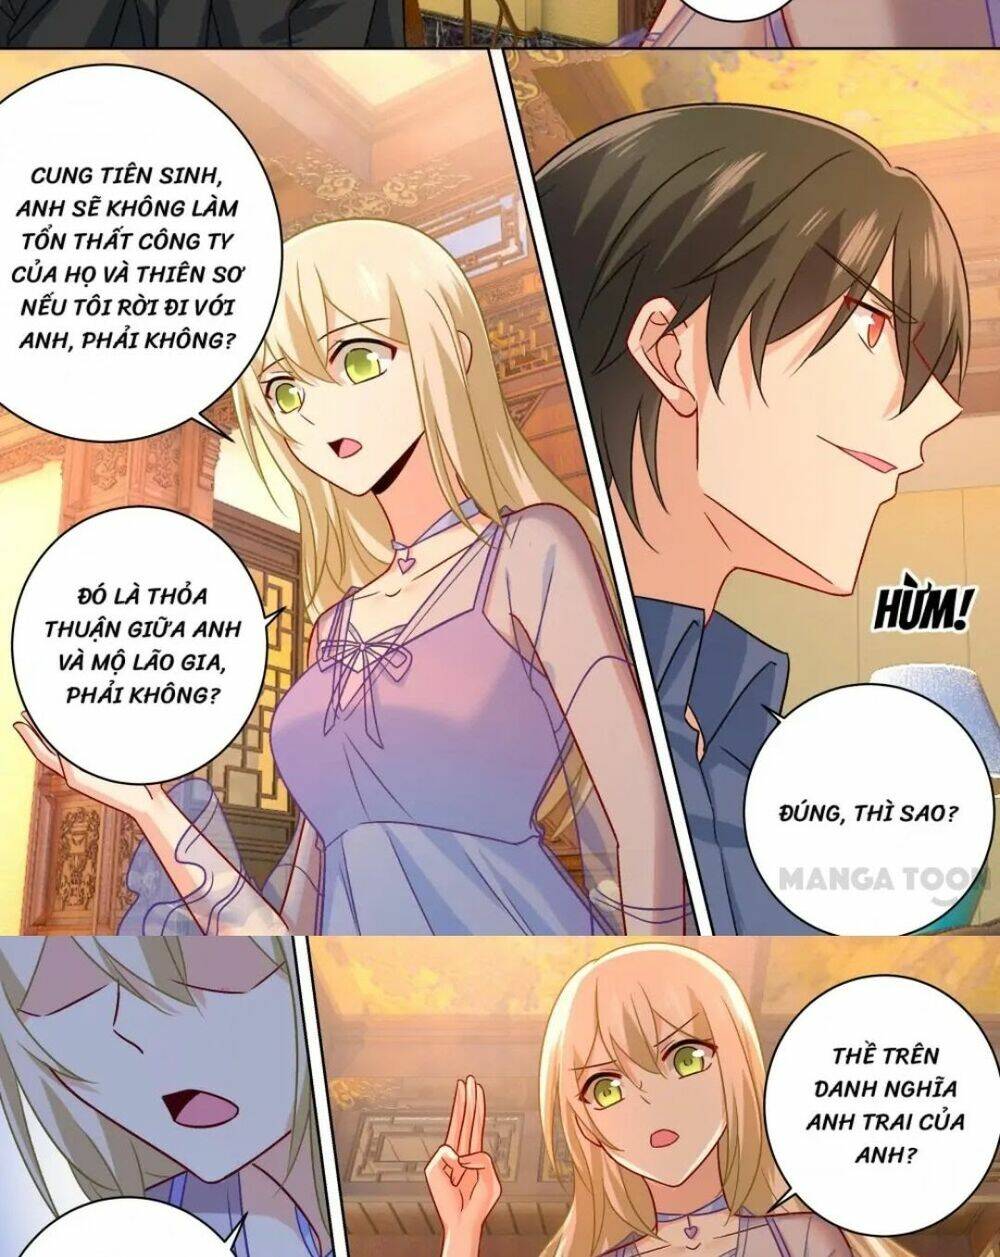 CUNG TIÊN SINH,
ANH SẼ KHÔNG LÀM
TỔN THẤT CÔNG TY
CỦA HỌ VÀ THIÊN SƠ
NẾU TÔI RỜI ĐI VỚI
ANH, PHẢI KHÔNG?
ĐÓ LÀ THỎA
THUẬN GIỮA ANH
VÀ MỘ LÃO GIA,
PHẢI KHÔNG?
HỪM!
ĐÚNG, THÌ SAO?
MANGA TOON
THỀ TRÊN
DANH NGHĨA
ANH TRAI CỦA
ANH?